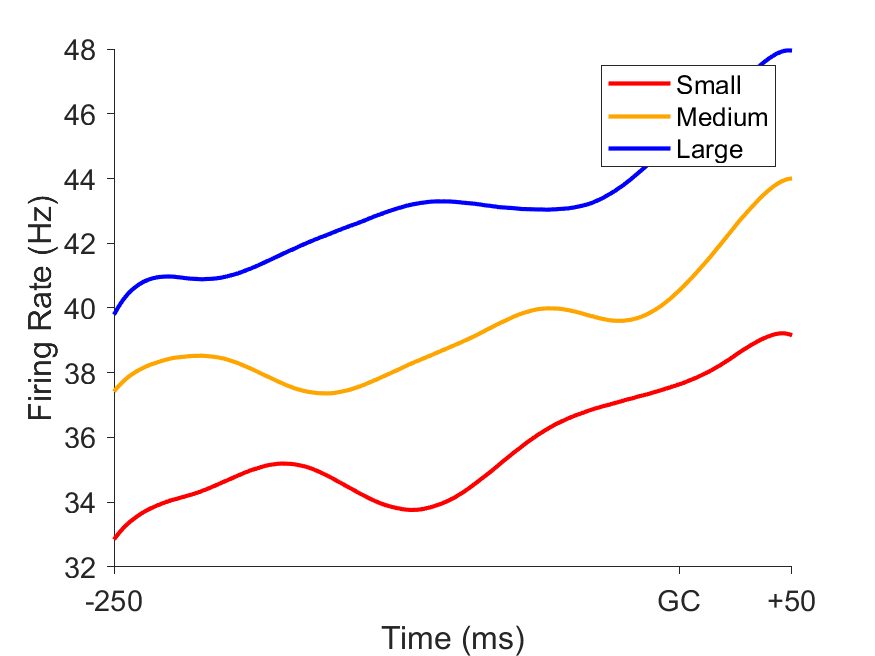 48
46
44
42
40
38
36
34
32
Firing Rate (Hz)
Small
Medium
Large
-250
GC
+50
Time (ms)